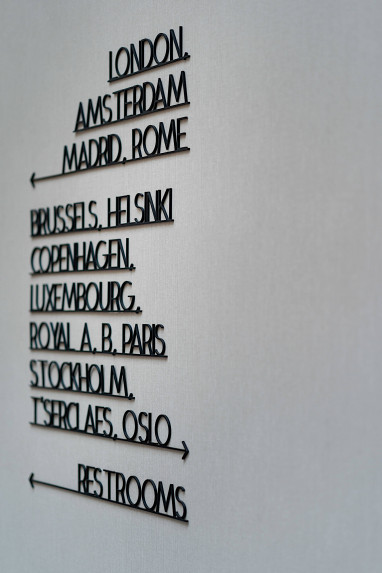 LONDON,
AMSTERDAM
MADRID, ROME
BRUSSELS, HELSINKI
COPENHAGEN,
LUXEMBOURG,
ROYAL A, B, PARIS
STOCKHOLM,
T'SERCLAES, OSLO
RESTROOMS